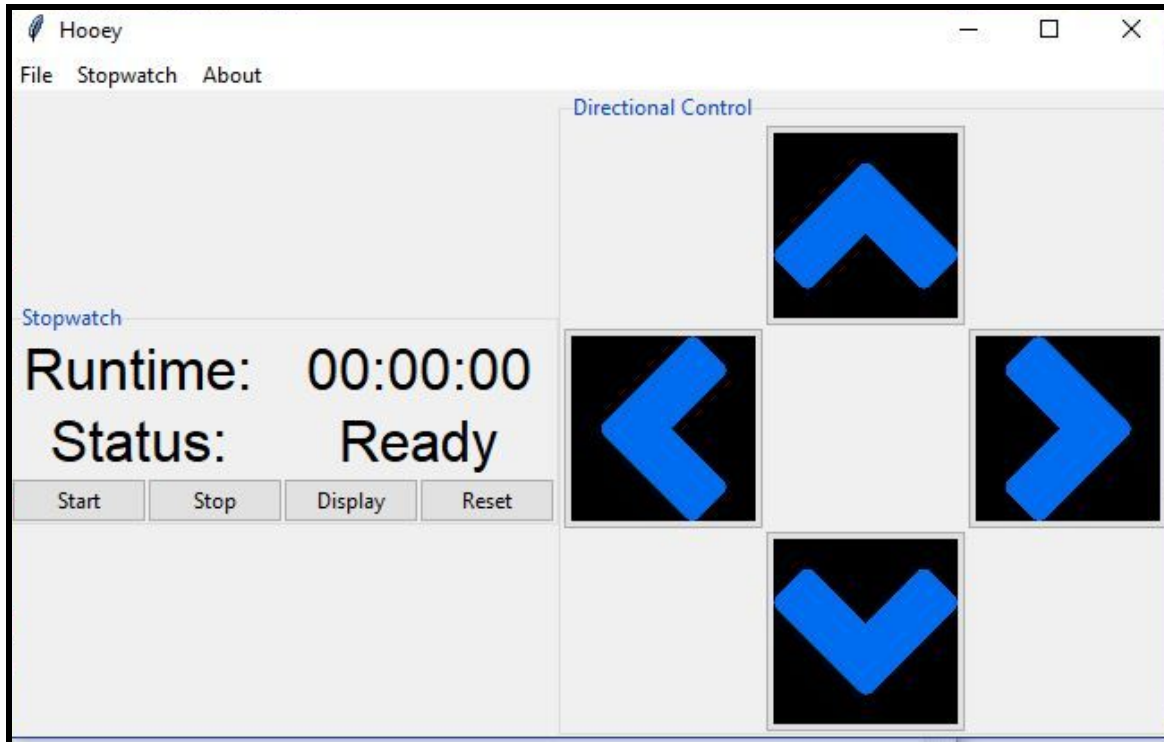 Hooey
File Stopwatch About
Directional Control
Stopwatch
Runtime: 00:00:00
Status: Ready
Start Stop Display Reset